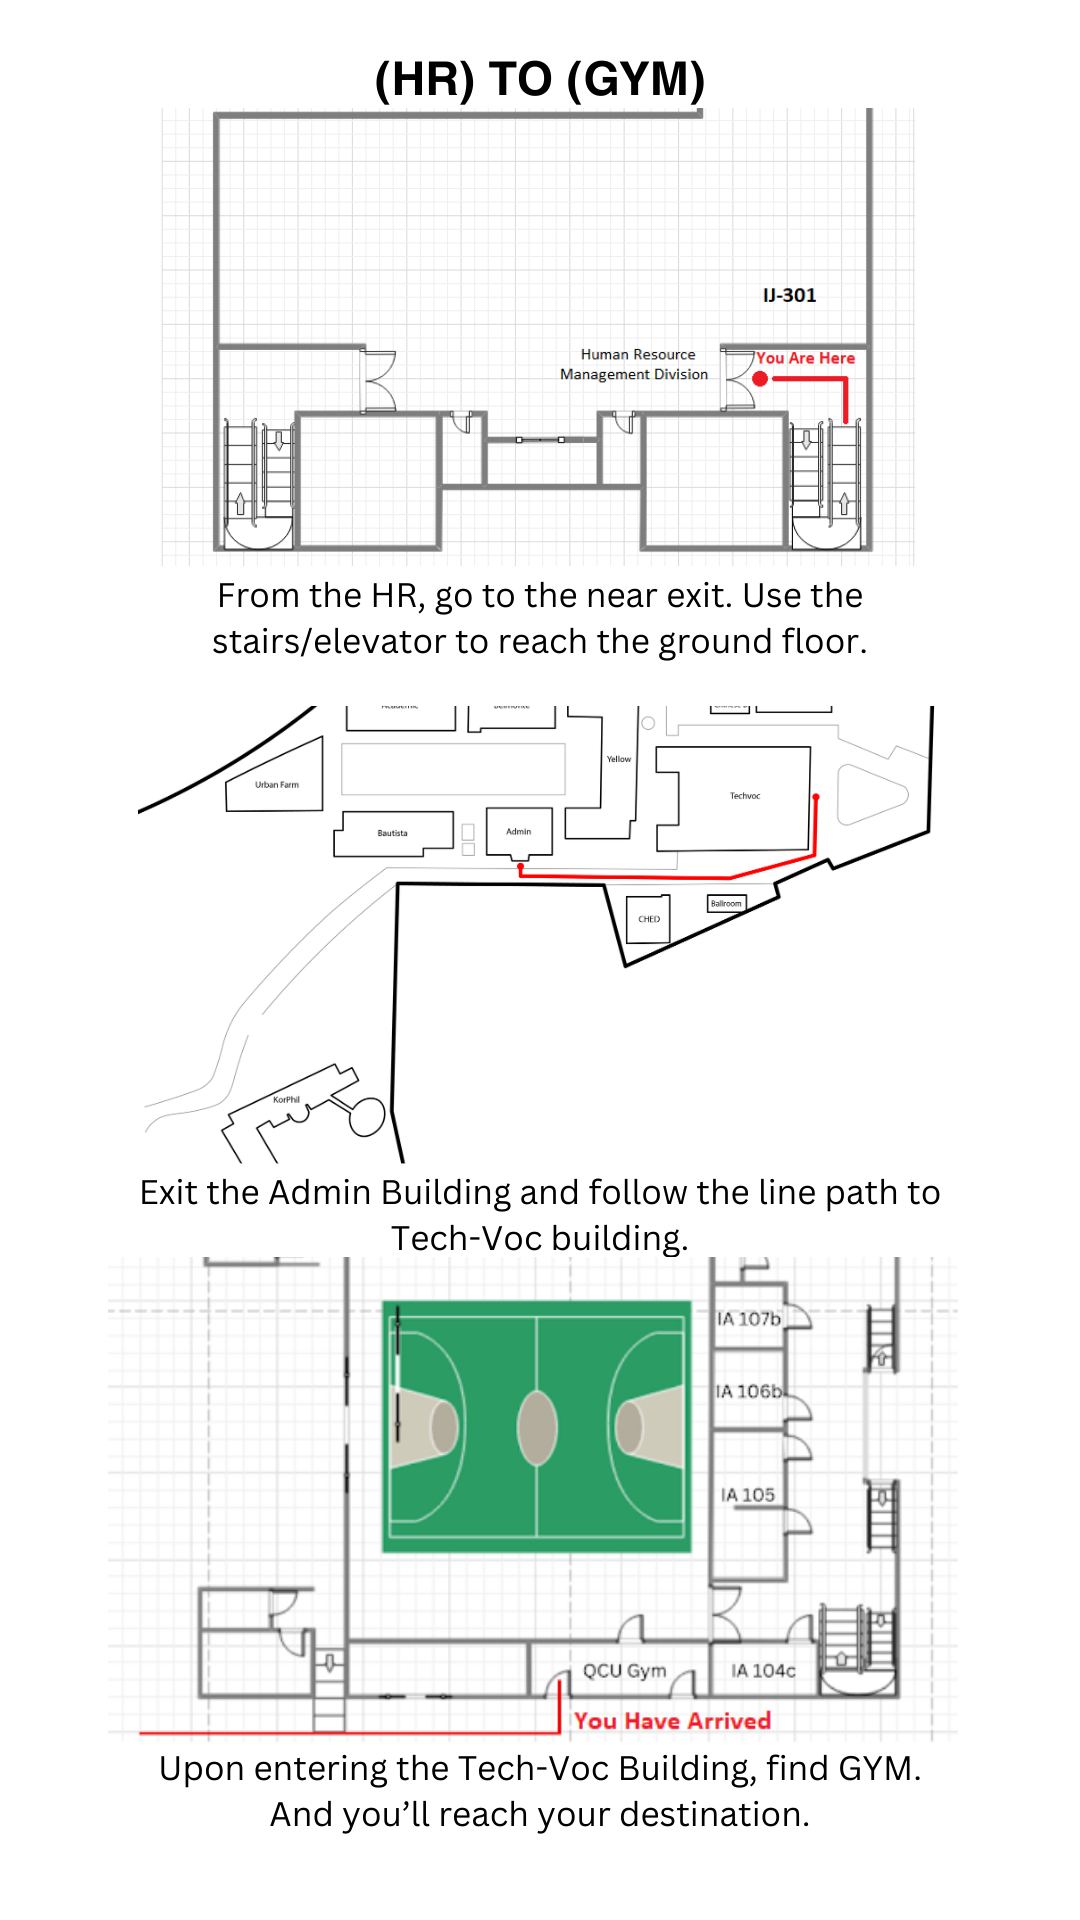 (HR) TO (GYM)
IJ-301
Human Resource
Management Division
You Are Here
From the HR, go to the near exit. Use the
stairs/elevator to reach the ground floor.
Academic
Belmonte
Yellow
Urban Farm
Techvoc
Bautista
Admin
CHED
Ballroom
KorPhil
Exit the Admin Building and follow the line path to
Tech-Voc building.
IA 107b
IA 106b
IA 105
QCU Gym
IA 104c
You Have Arrived
Upon entering the Tech-Voc Building, find GYM.
And you’ll reach your destination.